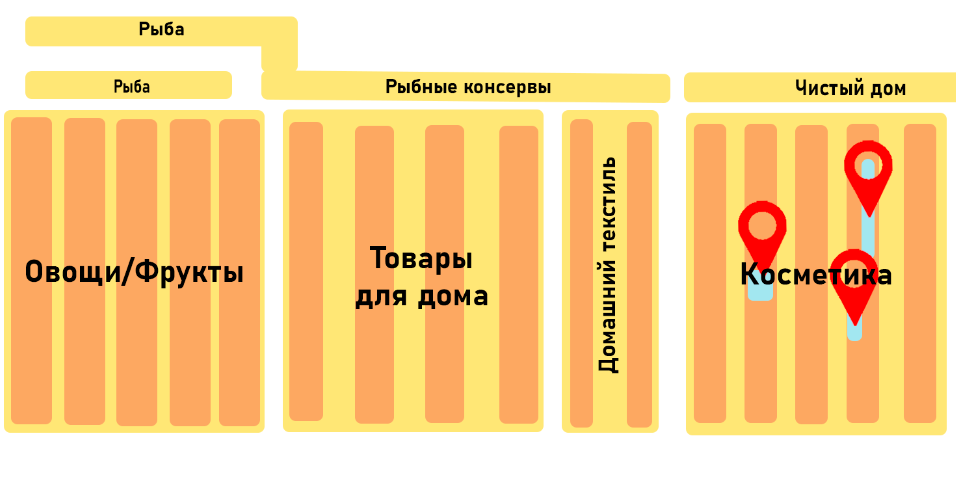 Рыба
Рыба
Рыбные консервы
Чистый дом
Овощи/Фрукты
Товары
для дома
Домашний текстиль
Косметика